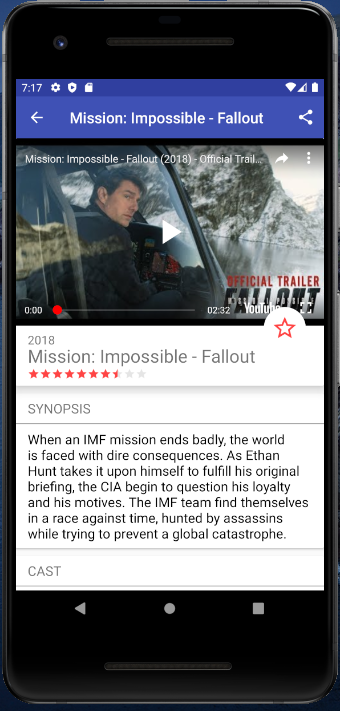 7:17
Mission: Impossible - Fallout
Mission: Impossible - Fallout (2018) - Official Trail...
OFFICIAL TRAILER
FALLOUT
0:00
02:32
YouTube
2018
Mission: Impossible - Fallout
SYNOPSIS
When an IMF mission ends badly, the world
is faced with dire consequences. As Ethan
Hunt takes it upon himself to fulfill his original
briefing, the CIA begin to question his loyalty
and his motives. The IMF team find themselves
in a race against time, hunted by assassins
while trying to prevent a global catastrophe.
CAST